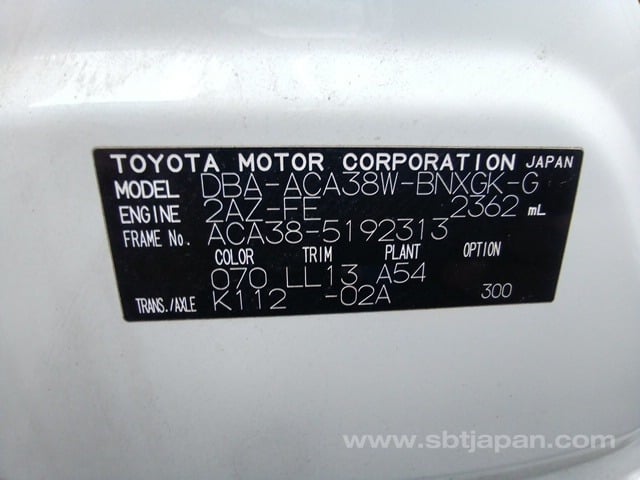 TOYOTA MOTOR CORPORATION JAPAN
MODEL DBA-ACA38W-BNXGK-G
ENGINE 2AZ-FE 2362 mL
FRAME No. ACA38-5192313
COLOR TRIM PLANT OPTION
070 LL13 A54
TRANS./AXLE K112 -02A 300
www.sbtjapan.com